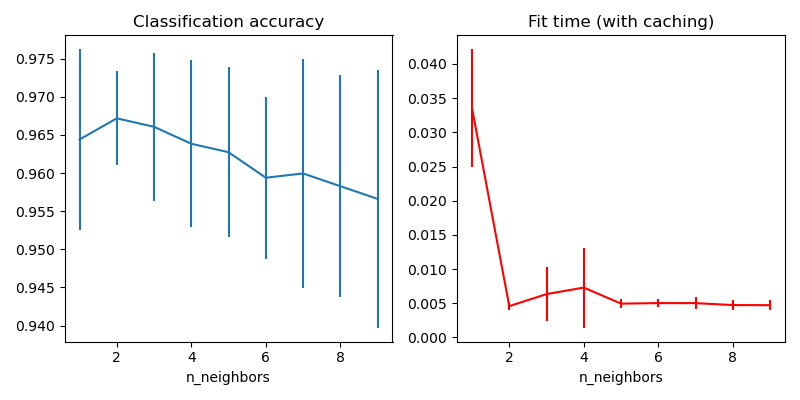 Classification accuracy
0.975
0.970
0.965
0.960
0.955
0.950
0.945
0.940
2 4 6 8
n_neighbors
Fit time (with caching)
0.040
0.035
0.030
0.025
0.020
0.015
0.010
0.005
0.000
2 4 6 8
n_neighbors